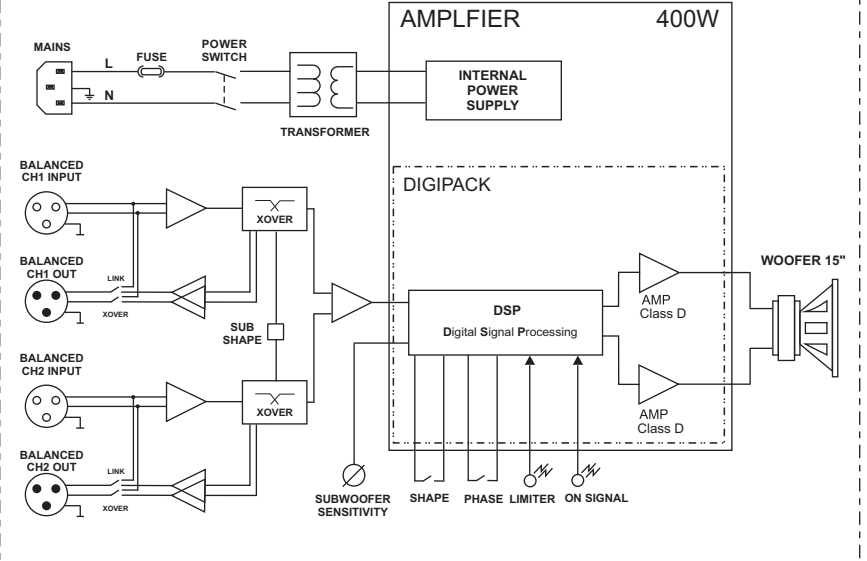 AMPLFIER 400W
MAINS
L
FUSE
POWER
SWITCH
N
TRANSFORMER
INTERNAL
POWER
SUPPLY
BALANCED
CH1 INPUT
XOVER
DIGIPACK
BALANCED
CH1 OUT
LINK
XOVER
SUB
SHAPE
DSP
Digital Signal Processing
AMP
Class D
WOOFER 15"
BALANCED
CH2 INPUT
XOVER
AMP
Class D
BALANCED
CH2 OUT
LINK
XOVER
SUBWOOFER
SENSITIVITY
SHAPE
PHASE
LIMITER
ON SIGNAL